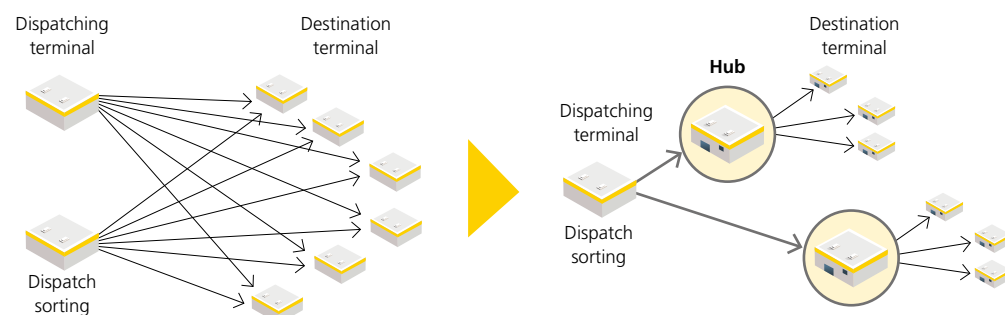 Dispatching
terminal
Destination
terminal
Dispatch
sorting
Destination
terminal
Hub
Dispatching
terminal
Dispatch
sorting